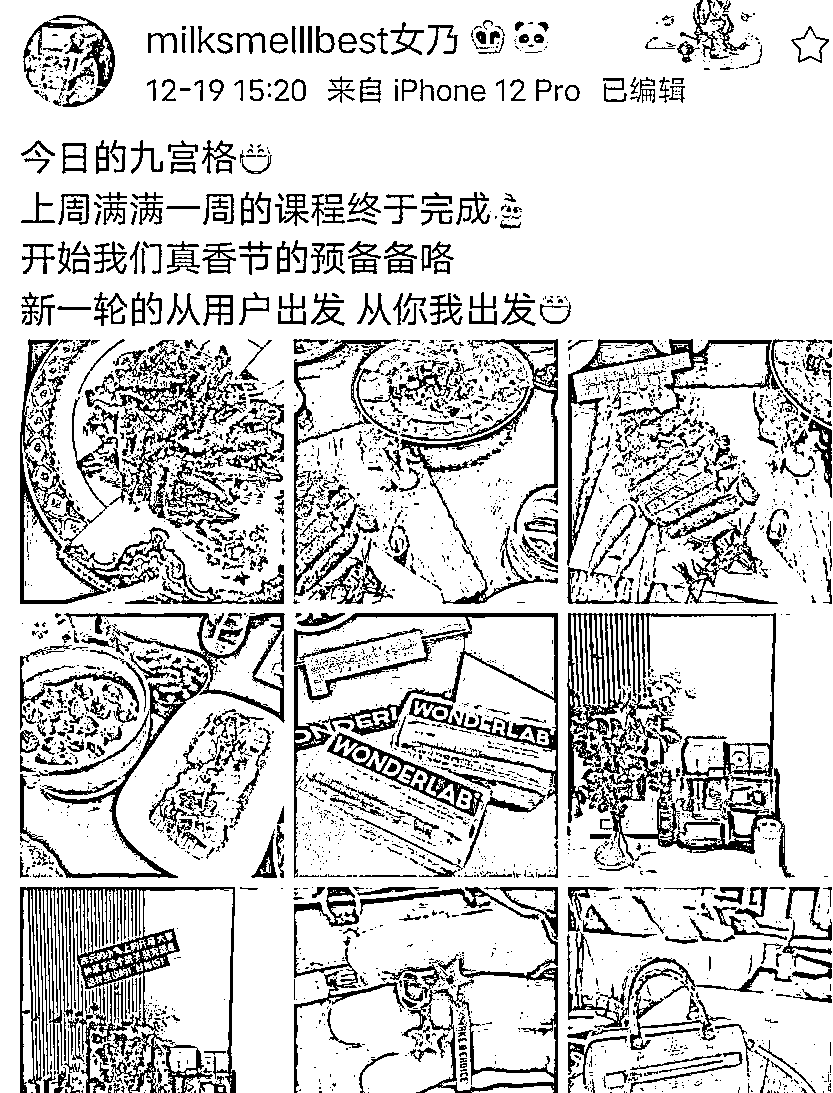 milksmelllbest女乃
12-19 15:20 来自 iPhone 12 Pro 已编辑
今日的九宫格
上周满满一周的课程终于完成
开始我们真香节的预备备咯
新一轮的从用户出发 从你我出发
WONDERLAB
WONDERLAB